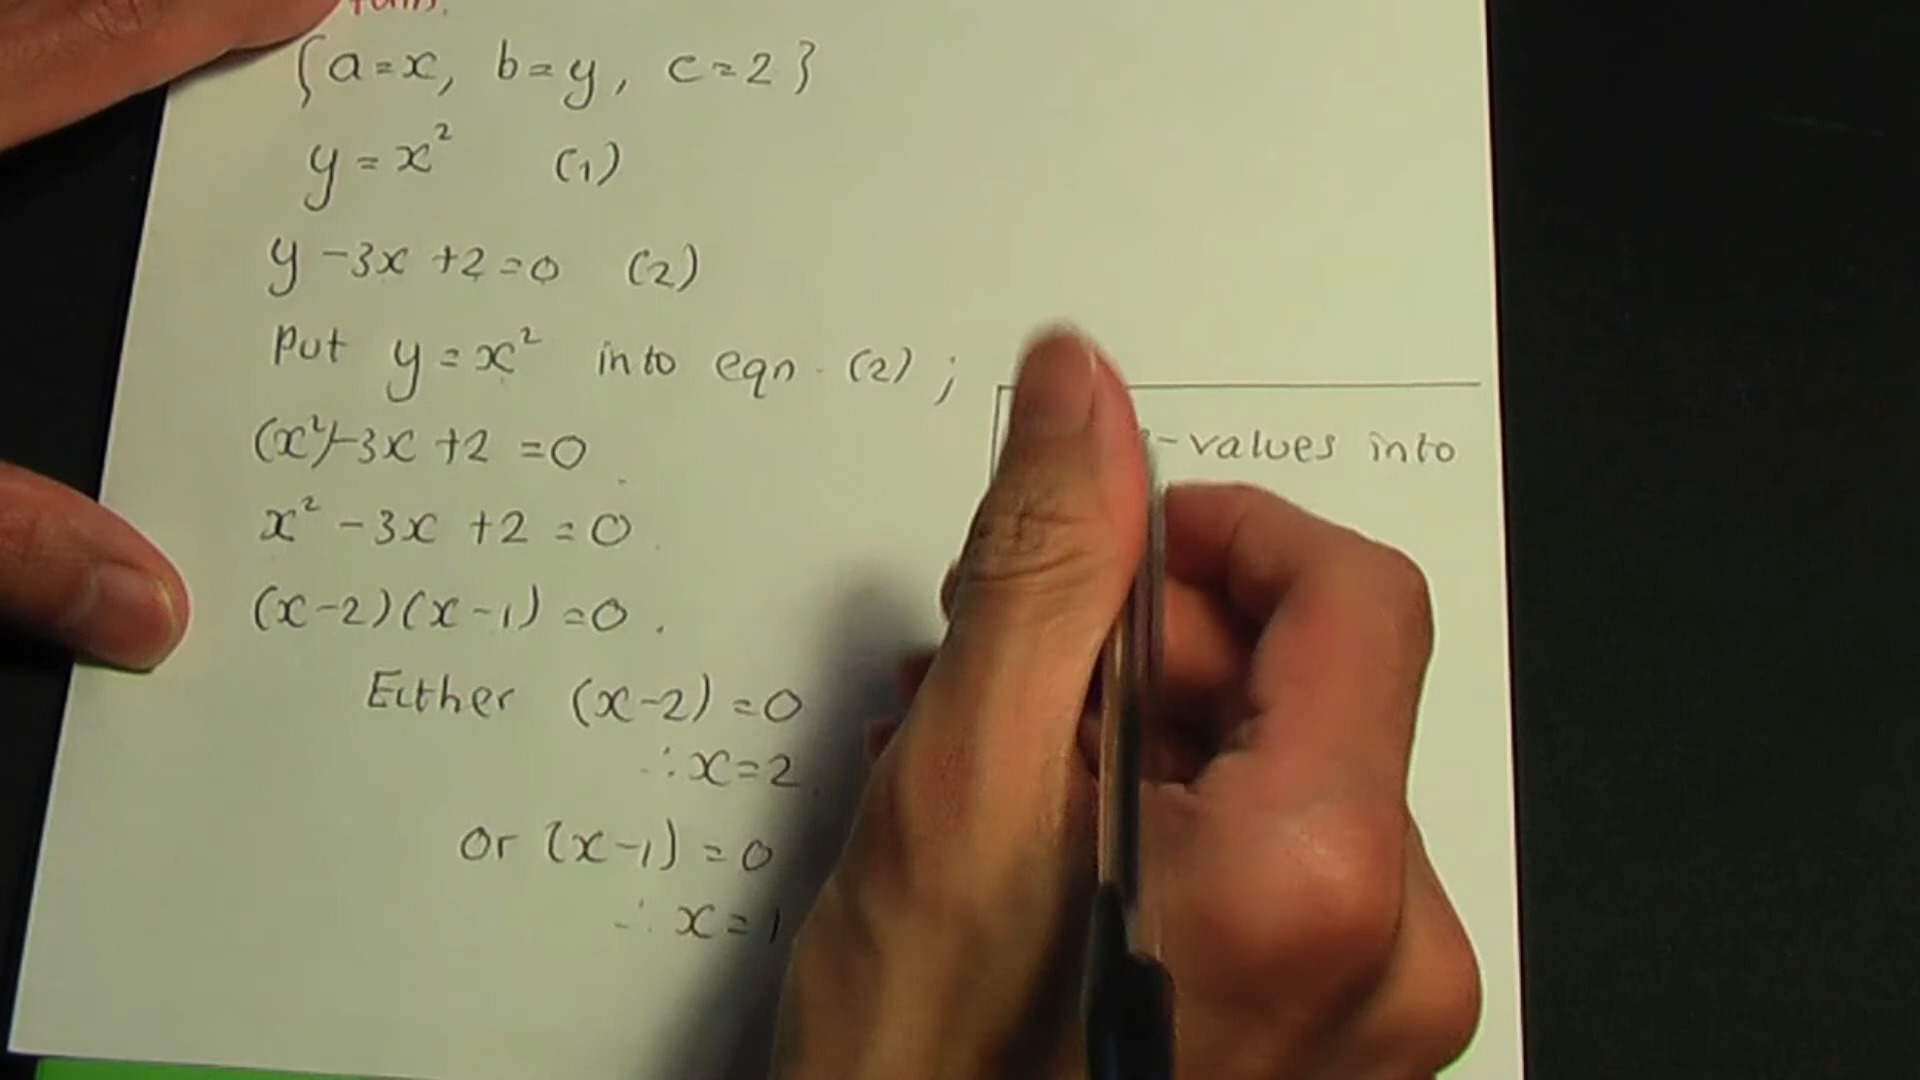 {a=x, b=y, c=2}
y=x² (1)
y-3x+2=0 (2)
Put y=x² into eqn. (2);
(x²)-3x+2=0
x²-3x+2=0
(x-2)(x-1)=0.
Either (x-2)=0
∴x=2
or (x-1)=0
∴x=1
-values into